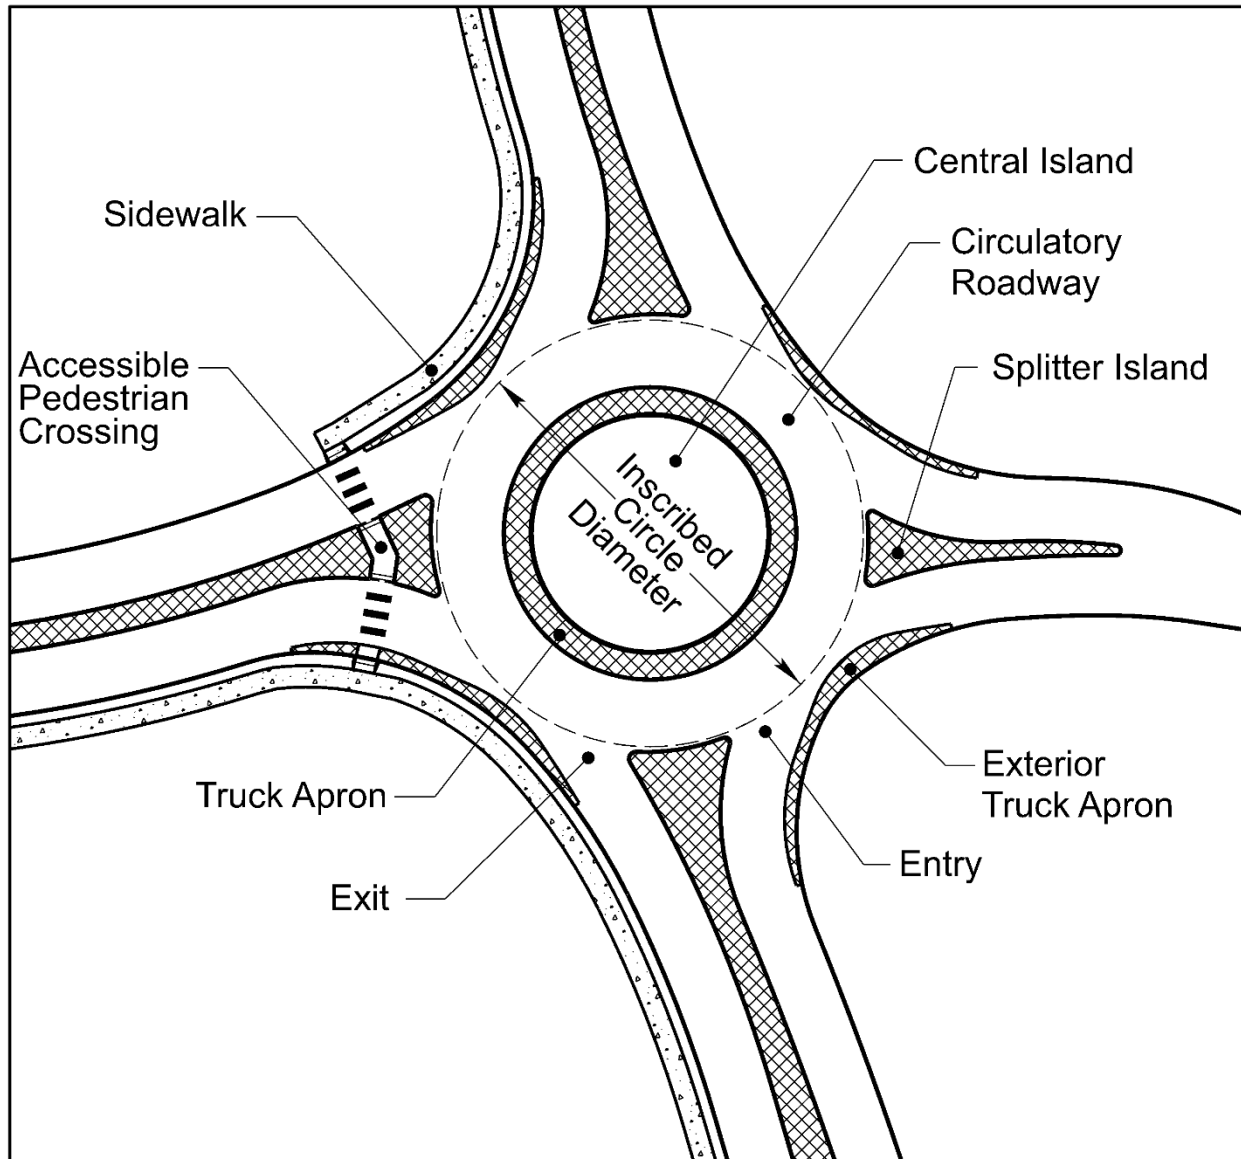 Central Island
Sidewalk
Circulatory
Roadway
Accessible
Pedestrian
Crossing
Splitter Island
Inscribed
Circle
Diameter
Truck Apron
Exterior
Truck Apron
Entry
Exit